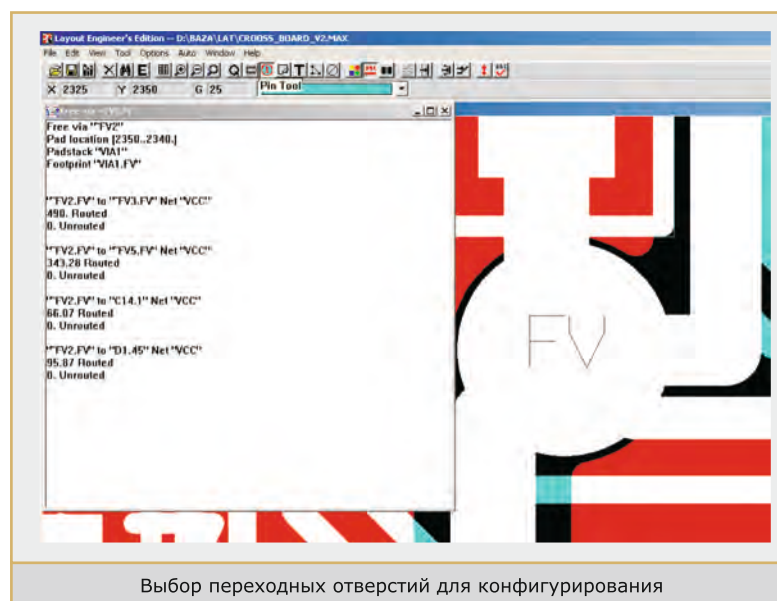 Layout Engineer's Edition -- D:\BAZA\LAT\CROOSS_BOARD_V2.MAX
File Edit View Tool Options Auto Window Help
X 2325 Y 2350 G 25 Pin Tool
Free via "*FV2"
Pad location [2350.,2340.]
Padstack "VIA1"
Footprint "VIA1.FV"
"*FV2.FV" to "*FV3.FV" Net "VCC"
490. Routed
0. Unrouted
"*FV2.FV" to "*FV5.FV" Net "VCC"
343.28 Routed
0. Unrouted
"*FV2.FV" to "C14.1" Net "VCC"
66.07 Routed
0. Unrouted
"*FV2.FV" to "D1.45" Net "VCC"
95.87 Routed
0. Unrouted
FV
Выбор переходных отверстий для конфигурирования